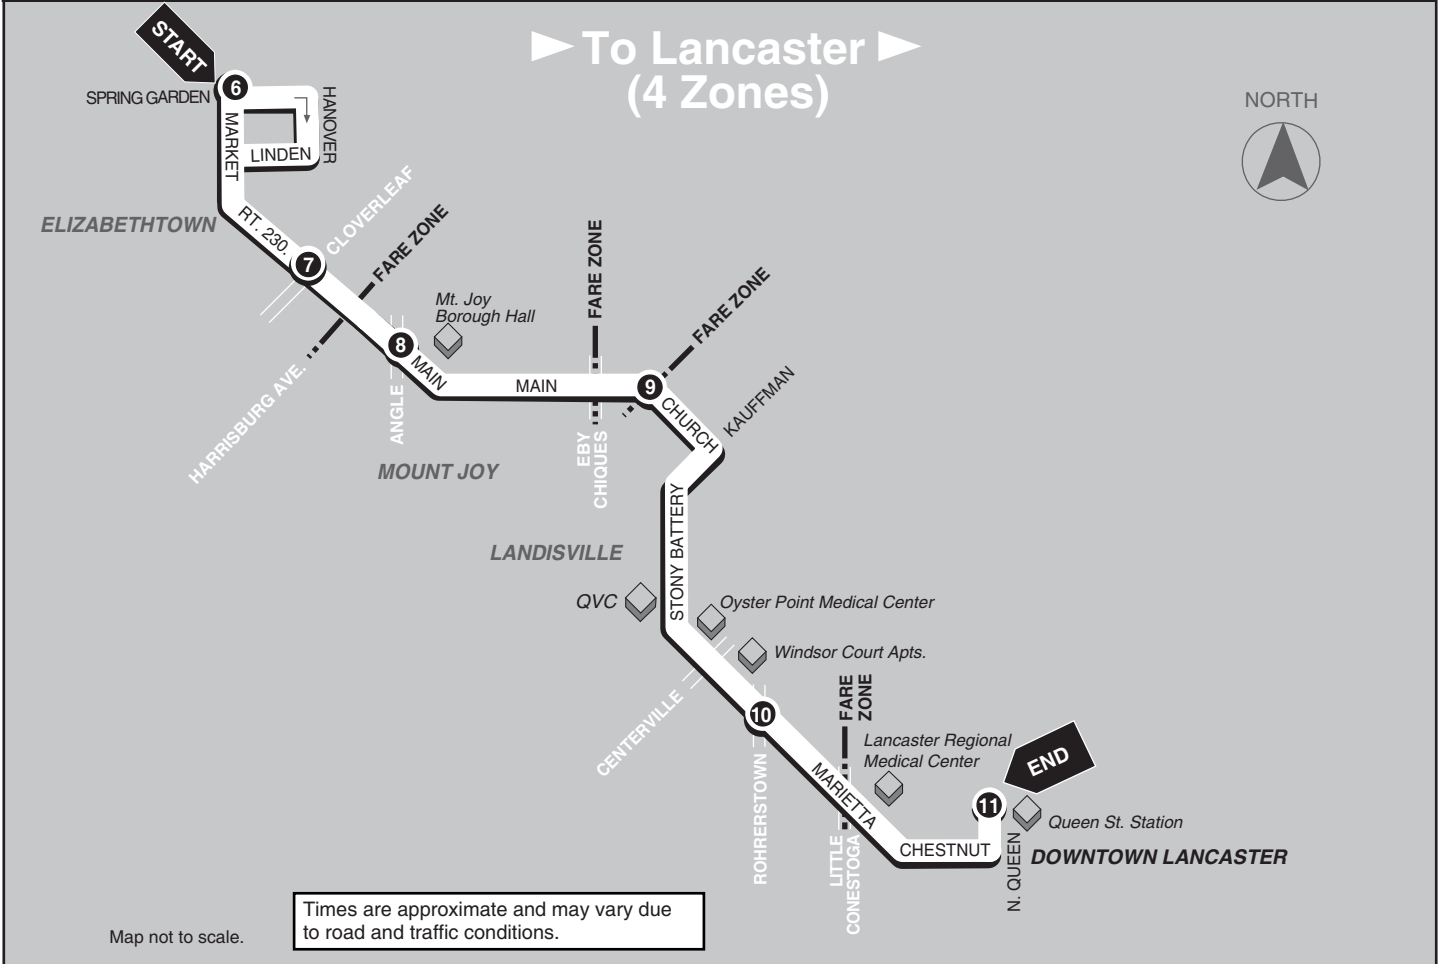 START
To Lancaster
(4 Zones)
6
SPRING GARDEN
HANOVER
MARKET
LINDEN
NORTH
ELIZABETHTOWN
RT. 230.
CLOVERLEAF
7
FARE ZONE
HARRISBURG AVE.
Mt. Joy
Borough Hall
8
MAIN
ANGLE
MOUNT JOY
MAIN
FARE ZONE
EBY
CHIQUES
FARE ZONE
9
CHURCH
KAUFFMAN
LANDISVILLE
STONY BATTERY
QVC
Oyster Point Medical Center
Windsor Court Apts.
CENTERVILLE
10
ROHRERSTOWN
FARE
ZONE
MARIETTA
LITTLE
CONESTOGA
Lancaster Regional
Medical Center
END
11
Queen St. Station
CHESTNUT
N. QUEEN
DOWNTOWN LANCASTER
Times are approximate and may vary due
to road and traffic conditions.
Map not to scale.